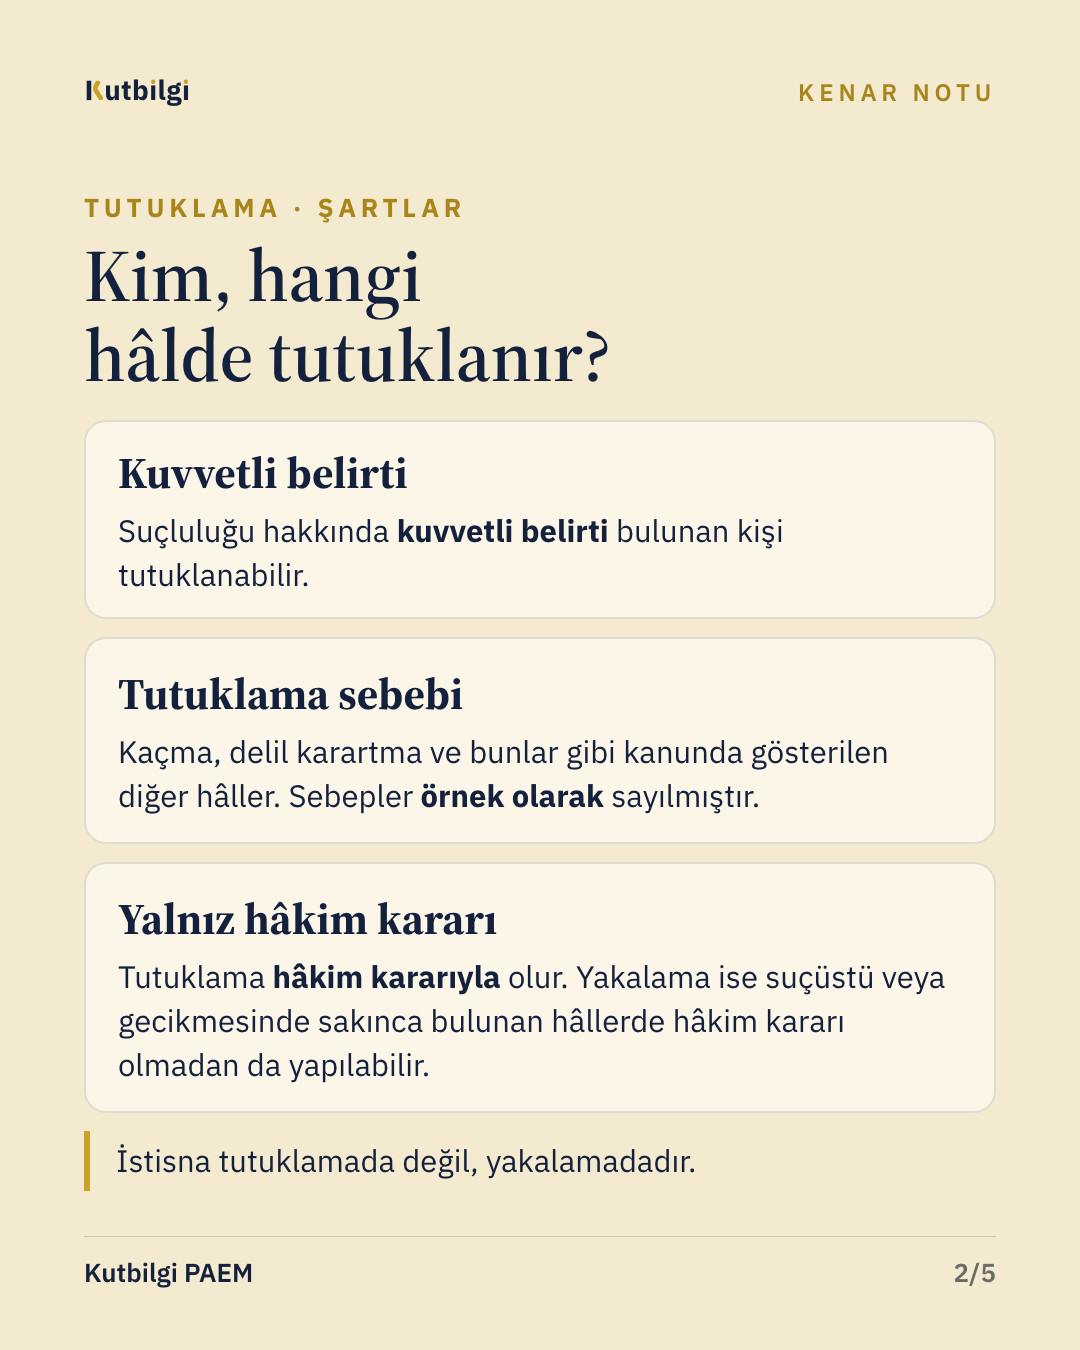 Kutbilgi
KENAR NOTU
TUTUKLAMA · ŞARTLAR
Kim, hangi
hâlde tutuklanır?
Kuvvetli belirti
Suçluluğu hakkında kuvvetli belirti bulunan kişi
tutuklanabilir.
Tutuklama sebebi
Kaçma, delil karartma ve bunlar gibi kanunda gösterilen
diğer hâller. Sebepler örnek olarak sayılmıştır.
Yalnız hâkim kararı
Tutuklama hâkim kararıyla olur. Yakalama ise suçüstü veya
gecikmesinde sakınca bulunan hâllerde hâkim kararı
olmadan da yapılabilir.
İstisna tutuklamada değil, yakalamadadır.
Kutbilgi PAEM
2/5